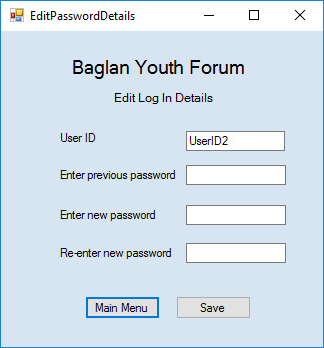 EditPasswordDetails
Baglan Youth Forum
Edit Log In Details
User ID UserID2
Enter previous password
Enter new password
Re-enter new password
Main Menu Save